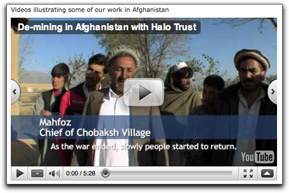 Videos illustrating some of our work in Afghanistan
De-mining in Afghanistan with Halo Trust
Mahfoz
Chief of Chobaksh Village
As the war ended, slowly people started to return.
YouTube
0:00 / 5:28